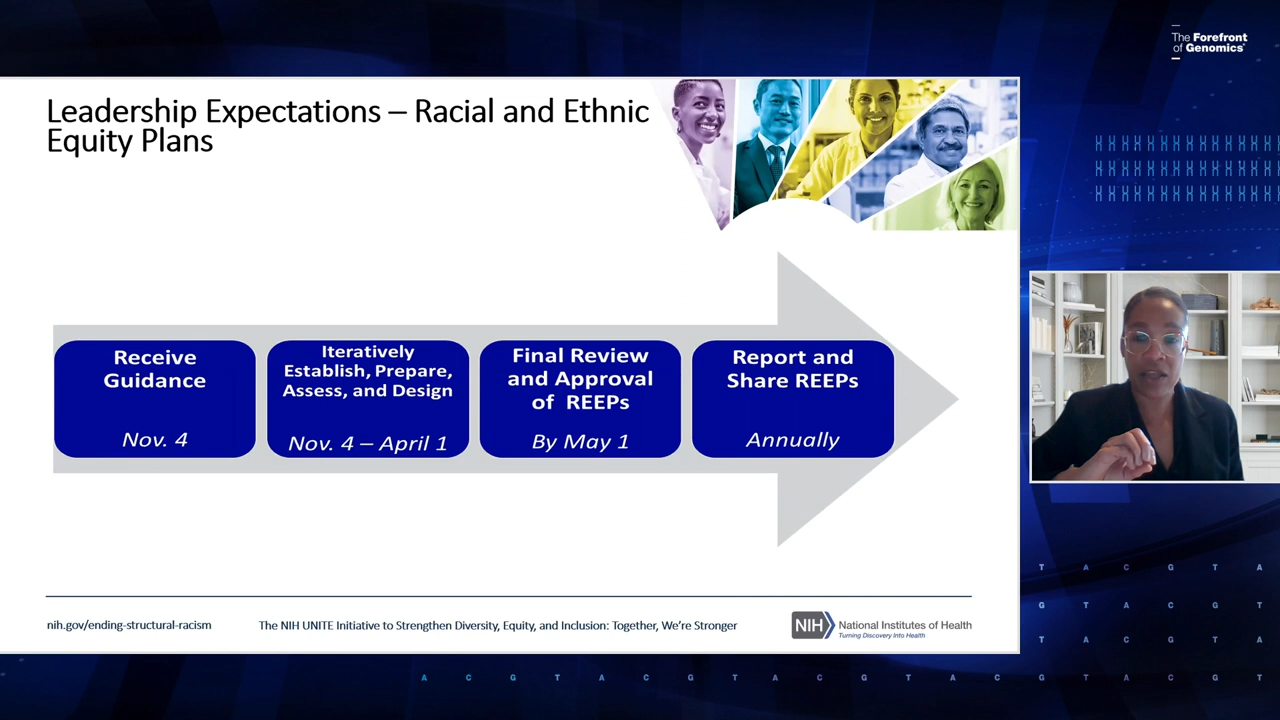 The Forefront
of Genomics®
Leadership Expectations – Racial and Ethnic
Equity Plans
Receive
Guidance
Nov. 4
Iteratively
Establish, Prepare,
Assess, and Design
Nov. 4 – April 1
Final Review
and Approval
of REEPs
By May 1
Report and
Share REEPs
Annually
nih.gov/ending-structural-racism
The NIH UNITE Initiative to Strengthen Diversity, Equity, and Inclusion: Together, We’re Stronger
NIH
National Institutes of Health
Turning Discovery Into Health
T A C G T A
G T A C G T
T A C G T A
A C G T A C G T A C G T A C G T A C G T